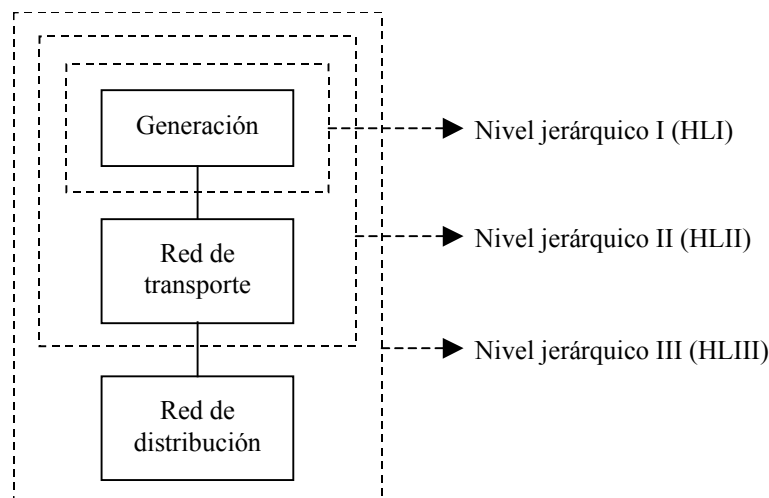 Generación
Nivel jerárquico I (HLI)
Red de
transporte
Nivel jerárquico II (HLII)
Nivel jerárquico III (HLIII)
Red de
distribución